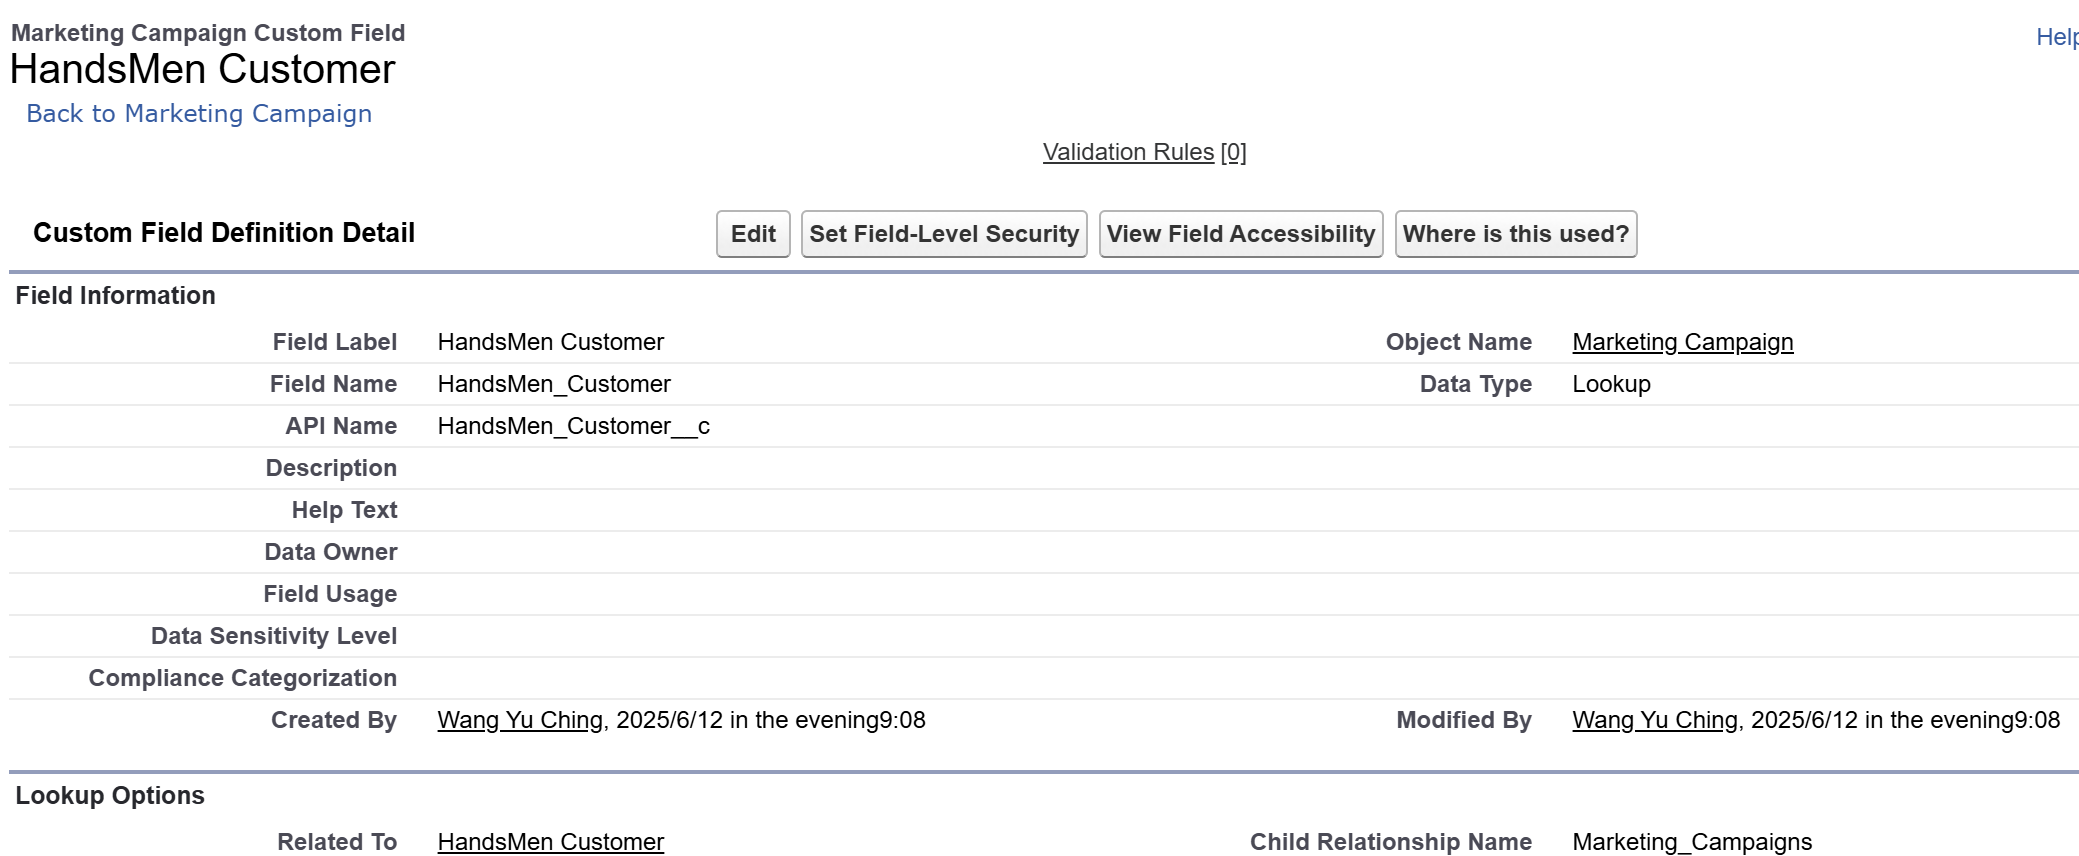 Marketing Campaign Custom Field
HandsMen Customer
Help
Back to Marketing Campaign
Validation Rules [0]
Custom Field Definition Detail
Edit
Set Field-Level Security
View Field Accessibility
Where is this used?
Field Information
Field Label HandsMen Customer Object Name Marketing Campaign
Field Name HandsMen_Customer Data Type Lookup
API Name HandsMen_Customer__c
Description
Help Text
Data Owner
Field Usage
Data Sensitivity Level
Compliance Categorization
Created By Wang Yu Ching, 2025/6/12 in the evening9:08 Modified By Wang Yu Ching, 2025/6/12 in the evening9:08
Lookup Options
Related To HandsMen Customer Child Relationship Name Marketing_Campaigns